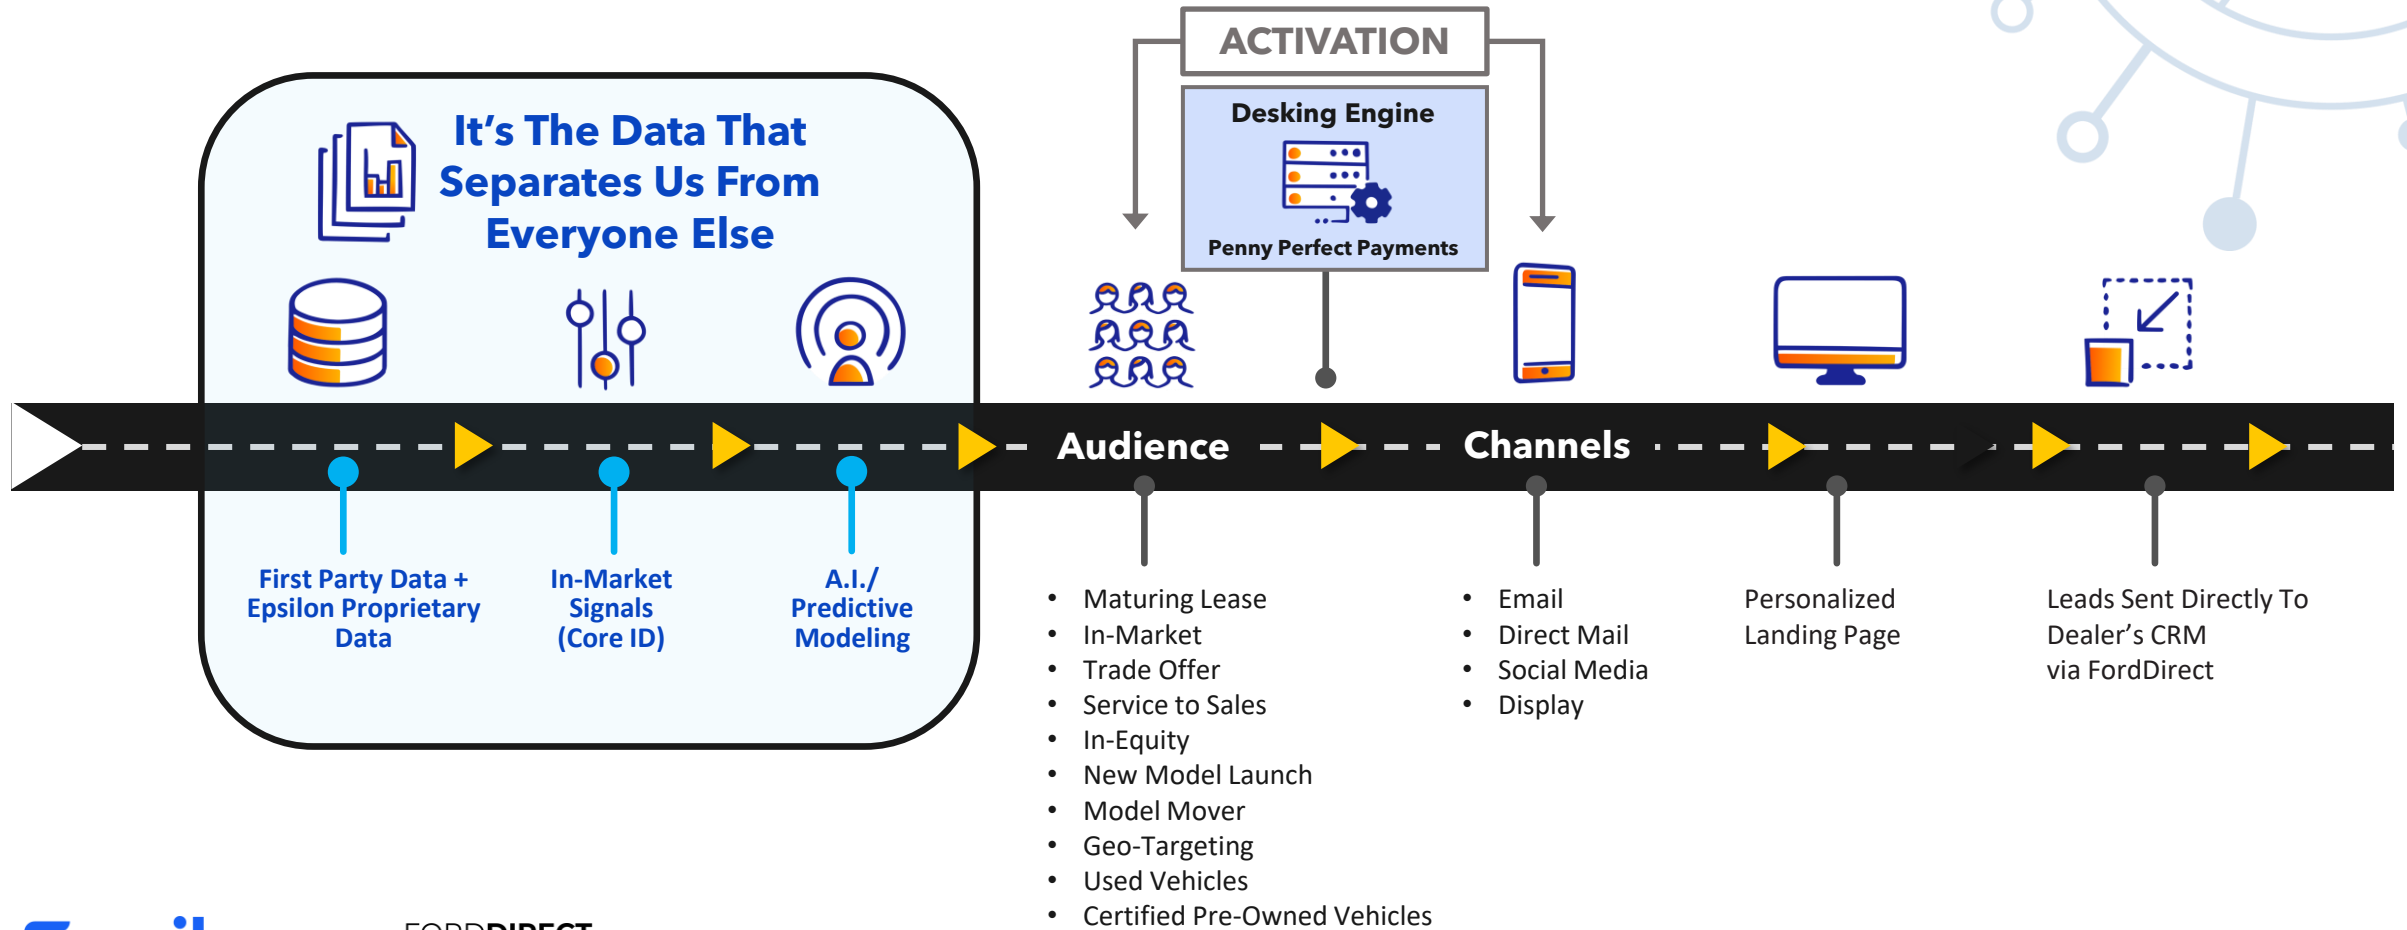 ACTIVATION
Desking Engine
Penny Perfect Payments
It's The Data That
Separates Us From
Everyone Else
Audience
Channels
First Party Data +
Epsilon Proprietary
Data
In-Market
Signals
(Core ID)
A.I./
Predictive
Modeling
• Maturing Lease
• In-Market
• Trade Offer
• Service to Sales
• In-Equity
• New Model Launch
• Model Mover
• Geo-Targeting
• Used Vehicles
• Certified Pre-Owned Vehicles
• Email
• Direct Mail
• Social Media
• Display
Personalized
Landing Page
Leads Sent Directly To
Dealer's CRM
via FordDirect
FORDDIRECT